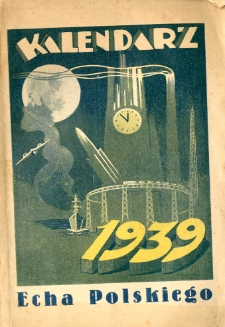 KALENDARZ
1939
Echa Polskiego